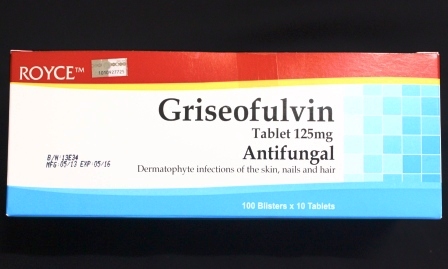 ROYCE™
Griseofulvin
Tablet 125mg
Antifungal
Dermatophyte infections of the skin, nails and hair
B/N 13E34
MFG 05/13 EXP 05/16
100 Blisters x 10 Tablets